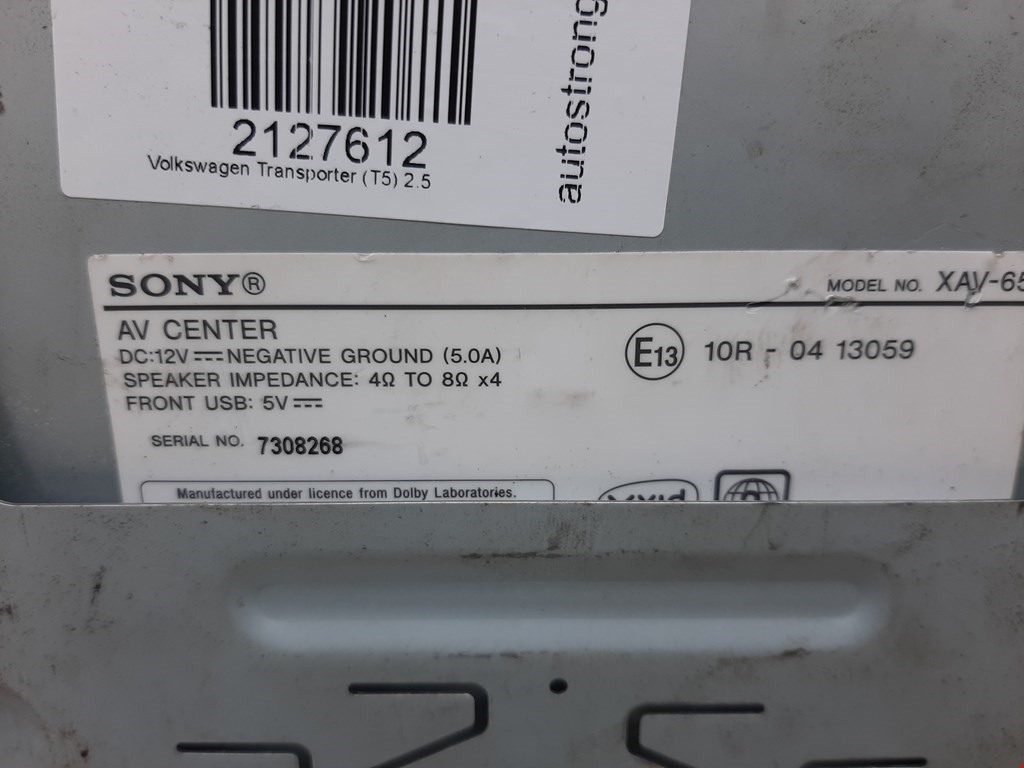 2127612
Volkswagen Transporter (T5) 2.5
autostrong
SONY®
MODEL NO. XAV-65
AV CENTER
DC:12V⎓NEGATIVE GROUND (5.0A)
SPEAKER IMPEDANCE: 4Ω TO 8Ω x4
FRONT USB: 5V⎓
E13 10R - 04 13059
SERIAL NO. 7308268
Manufactured under licence from Dolby Laboratories.